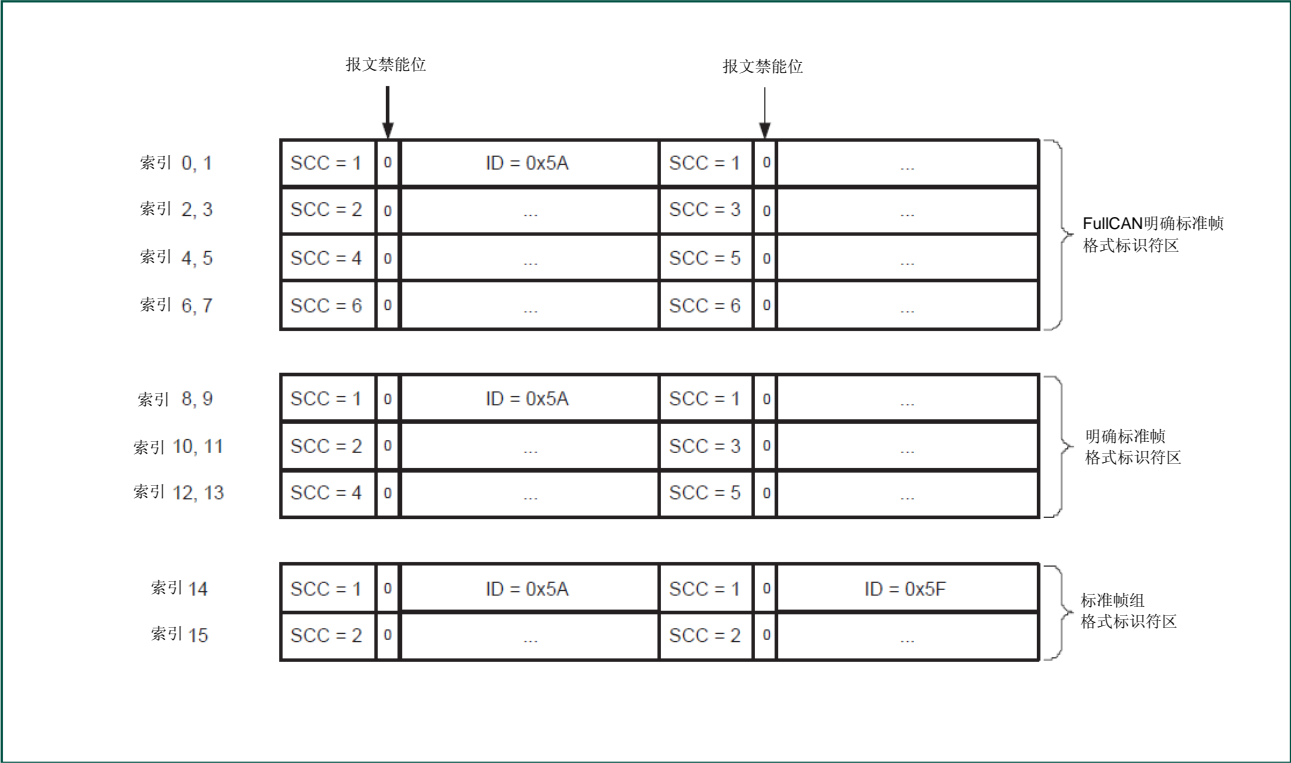 报文禁能位 报文禁能位
索引 0, 1 SCC = 1 0 ID = 0x5A SCC = 1 0 ...
索引 2, 3 SCC = 2 0 ... SCC = 3 0 ...
FullCAN明确标准帧
格式标识符区
索引 4, 5 SCC = 4 0 ... SCC = 5 0 ...
索引 6, 7 SCC = 6 0 ... SCC = 6 0 ...
索引 8, 9 SCC = 1 0 ID = 0x5A SCC = 1 0 ...
索引 10, 11 SCC = 2 0 ... SCC = 3 0 ...
明确标准帧
格式标识符区
索引 12, 13 SCC = 4 0 ... SCC = 5 0 ...
索引 14 SCC = 1 0 ID = 0x5A SCC = 1 0 ID = 0x5F
标准帧组
格式标识符区
索引 15 SCC = 2 0 ... SCC = 2 0 ...